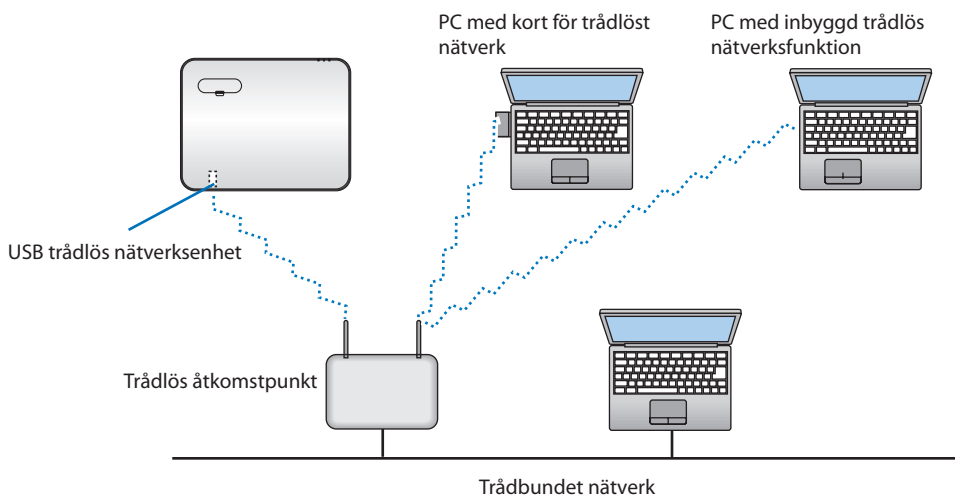 PC med kort för trådlöst
nätverk
PC med inbyggd trådlös
nätverksfunktion
USB trådlös nätverksenhet
Trådlös åtkomstpunkt
Trådbundet nätverk